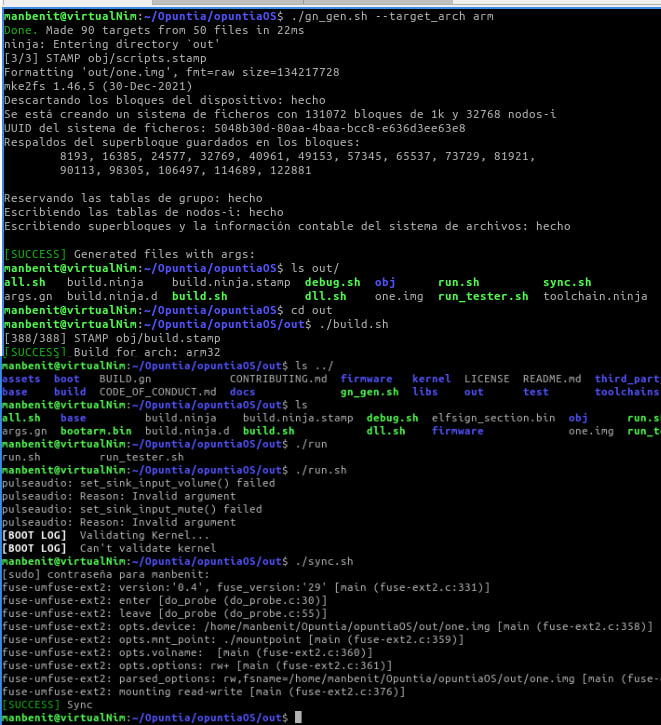 manbenit@virtualNim:~/Opuntia/OpuntiaOS$ ./gn_gen.sh --target_arch arm
Done. Made 90 targets from 50 files in 22ms
ninja: Entering directory `out'
[3/3] STAMP obj/scripts.stamp
Formatting 'out/one.img', fmt=raw size=134217728
mke2fs 1.46.5 (30-Dec-2021)
Descartando los bloques del dispositivo: hecho
Se está creando un sistema de ficheros con 131072 bloques de 1k y 32768 nodos-i
UUID del sistema de ficheros: 5048b30d-80aa-4baa-bcc8-e636d3ee63e8
Respaldos del superbloque guardados en los bloques:
8193, 16385, 24577, 32769, 40961, 49153, 57345, 65537, 73729, 81921,
90113, 98305, 106497, 114689, 122881
Reservando las tablas de grupo: hecho
Escribiendo las tablas de nodos-i: hecho
Escribiendo superbloques y la información contable del sistema de archivos: hecho
[SUCCESS] Generated files with args:
manbenit@virtualNim:~/Opuntia/OpuntiaOS$ ls out/
all.sh build.ninja build.ninja.stamp debug.sh obj run.sh sync.sh
args.gn build.ninja.d build.sh dll.sh one.img run_tester.sh toolchain.ninja
manbenit@virtualNim:~/Opuntia/OpuntiaOS$ cd out
manbenit@virtualNim:~/Opuntia/OpuntiaOS/out$ ./build.sh
[388/388] STAMP obj/build.stamp
[SUCCESS] Build for arch: arm32
manbenit@virtualNim:~/Opuntia/OpuntiaOS/out$ ls ../
assets boot BUILD.gn CONTRIBUTING.md firmware kernel LICENSE README.md third_party
base build CODE_OF_CONDUCT.md docs gn_gen.sh libs out test toolchains
manbenit@virtualNim:~/Opuntia/OpuntiaOS/out$ ls
all.sh base build.ninja build.ninja.stamp debug.sh elfsign_section.bin obj run.s
args.gn bootarm.bin build.ninja.d build.sh dll.sh firmware one.img run_t
manbenit@virtualNim:~/Opuntia/OpuntiaOS/out$ ./run
run.sh run_tester.sh
manbenit@virtualNim:~/Opuntia/OpuntiaOS/out$ ./run.sh
pulseaudio: set_sink_input_volume() failed
pulseaudio: Reason: Invalid argument
pulseaudio: set_sink_input_mute() failed
pulseaudio: Reason: Invalid argument
[BOOT LOG] Validating Kernel...
[BOOT LOG] Can't validate kernel
manbenit@virtualNim:~/Opuntia/OpuntiaOS/out$ ./sync.sh
[sudo] contraseña para manbenit:
fuse-umfuse-ext2: version:'0.4', fuse_version:'29' [main (fuse-ext2.c:331)]
fuse-umfuse-ext2: enter [do_probe (do_probe.c:30)]
fuse-umfuse-ext2: leave [do_probe (do_probe.c:55)]
fuse-umfuse-ext2: opts.device: /home/manbenit/Opuntia/OpuntiaOS/out/one.img [main (fuse-ext2.c:358)]
fuse-umfuse-ext2: opts.mnt_point: ./mountpoint [main (fuse-ext2.c:359)]
fuse-umfuse-ext2: opts.volname:  [main (fuse-ext2.c:360)]
fuse-umfuse-ext2: opts.options: rw+ [main (fuse-ext2.c:361)]
fuse-umfuse-ext2: parsed_options: rw,fsname=/home/manbenit/Opuntia/OpuntiaOS/out/one.img [main (fuse-
fuse-umfuse-ext2: mounting read-write [main (fuse-ext2.c:376)]
[SUCCESS] Sync
manbenit@virtualNim:~/Opuntia/OpuntiaOS/out$